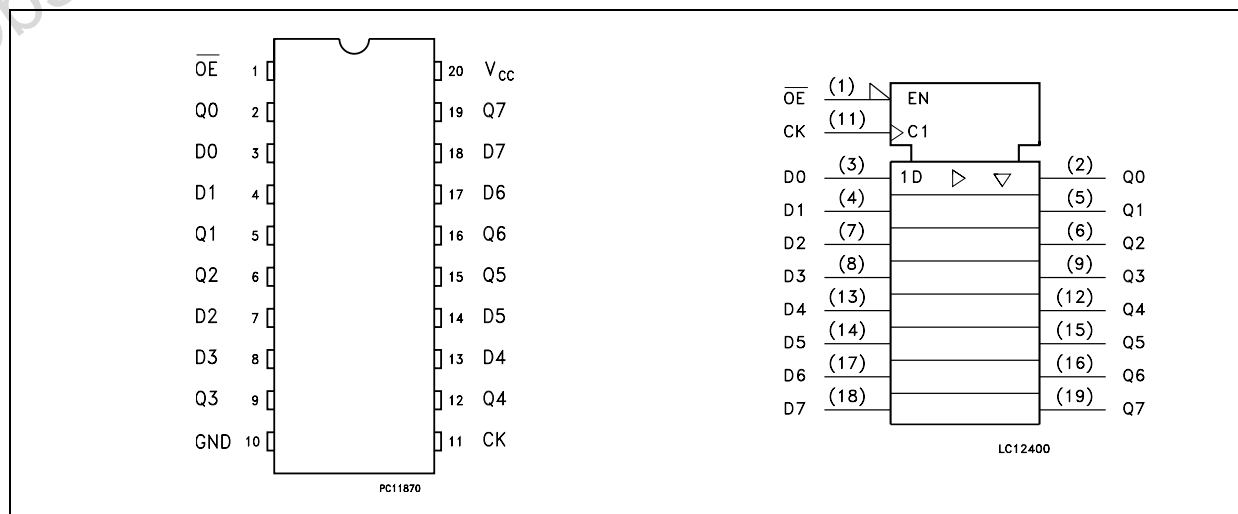 OE 1 20 VCC
Q0 2 19 Q7
D0 3 18 D7
D1 4 17 D6
Q1 5 16 Q6
Q2 6 15 Q5
D2 7 14 D5
D3 8 13 D4
Q3 9 12 Q4
GND 10 11 CK
PC11870
OE (1) EN
CK (11) C1
D0 (3) 1D (2) Q0
D1 (4) (5) Q1
D2 (7) (6) Q2
D3 (8) (9) Q3
D4 (13) (12) Q4
D5 (14) (15) Q5
D6 (17) (16) Q6
D7 (18) (19) Q7
LC12400